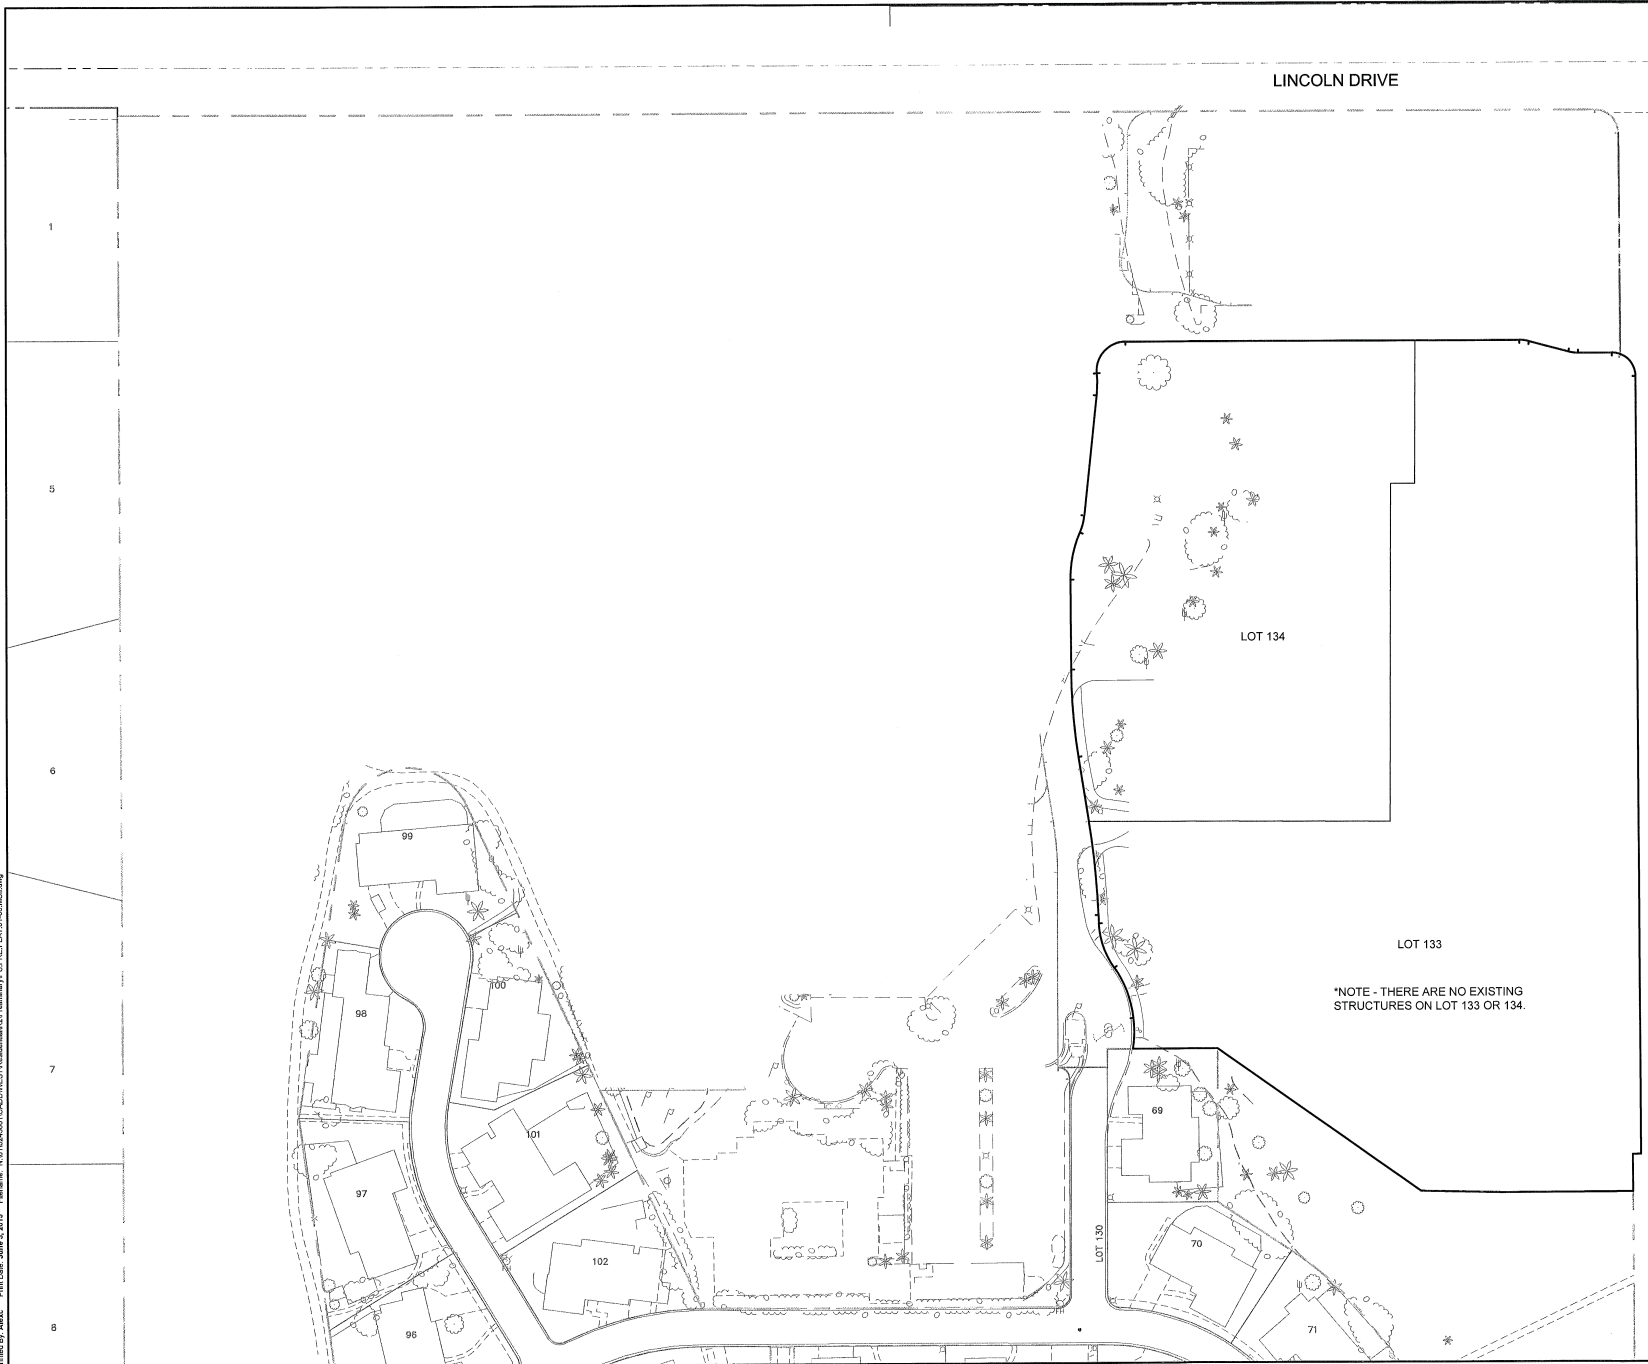 LINCOLN DRIVE
1
5
LOT 134
6
99
LOT 133
*NOTE - THERE ARE NO EXISTING
STRUCTURES ON LOT 133 OR 134.
100
98
7
69
101
97
LOT 130
70
102
8
96
71